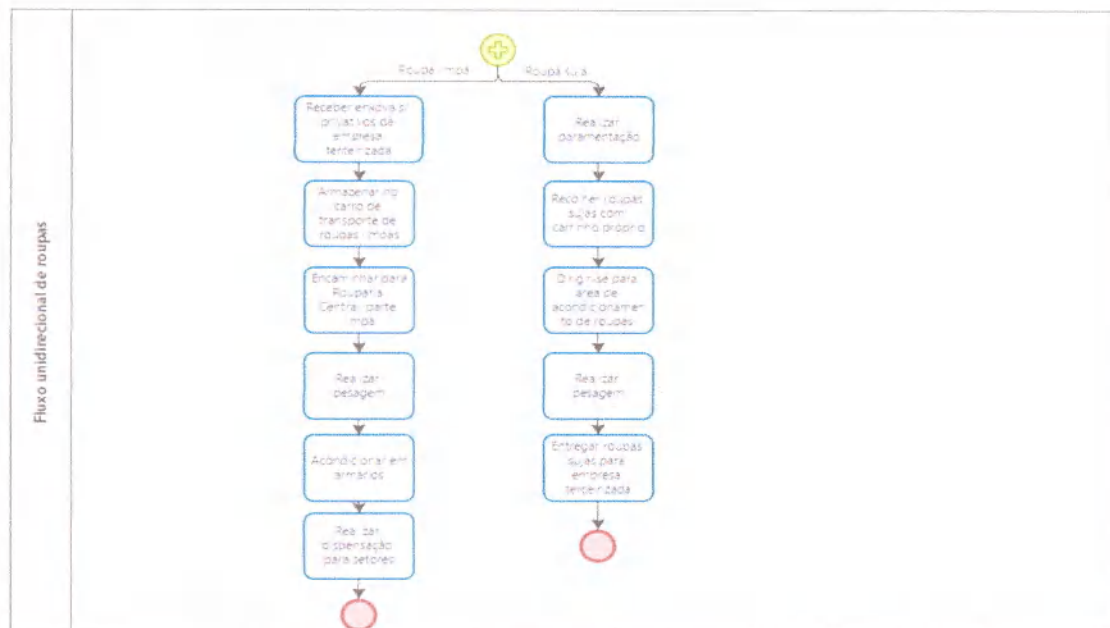 Fluxo unidirecional de roupas
Roupa limpa
Roupa suja
Receber enxovais/
privativos da
empresa
terceirizada
Armazenar no
carro de
transporte de
roupas limpas
Encaminhar para
Rouparia
Central parte
limpa
Realizar
pesagem
Acondicionar em
armários
Realizar
dispensação
para setores
Realizar
paramentação
Recolher roupas
sujas com
carrinho próprio
Dirigir-se para
área de
acondicionamen
to de roupas
Realizar
pesagem
Entregar roupas
sujas para
empresa
terceirizada